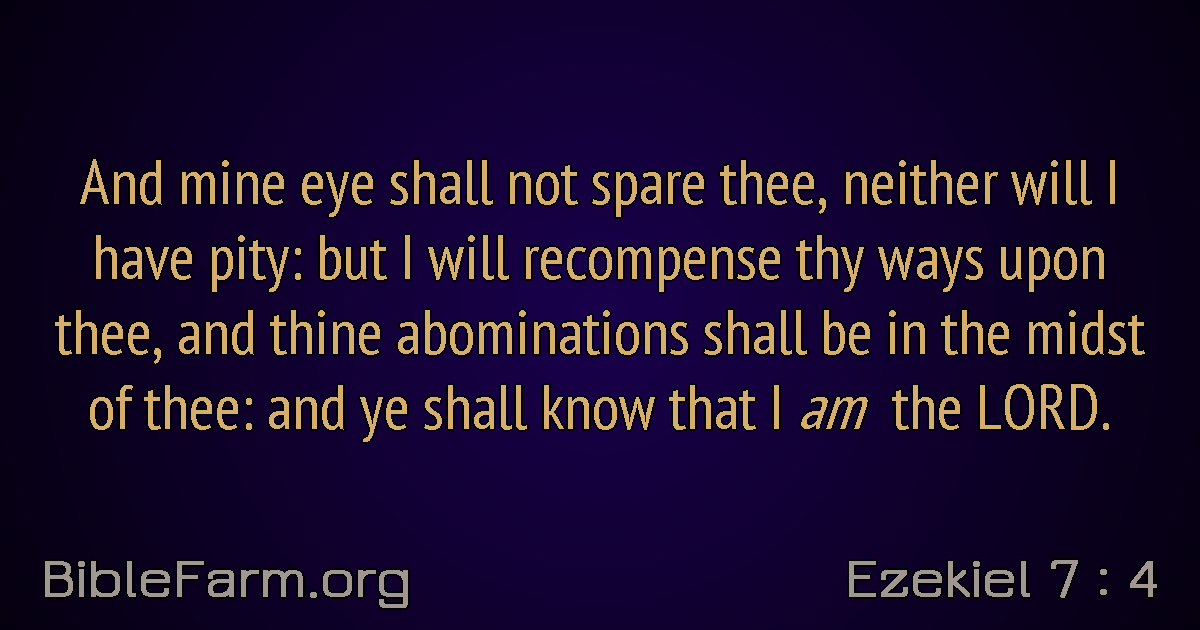 And mine eye shall not spare thee, neither will I
have pity: but I will recompense thy ways upon
thee, and thine abominations shall be in the midst
of thee: and ye shall know that I am the LORD.
BibleFarm.org
Ezekiel 7 : 4